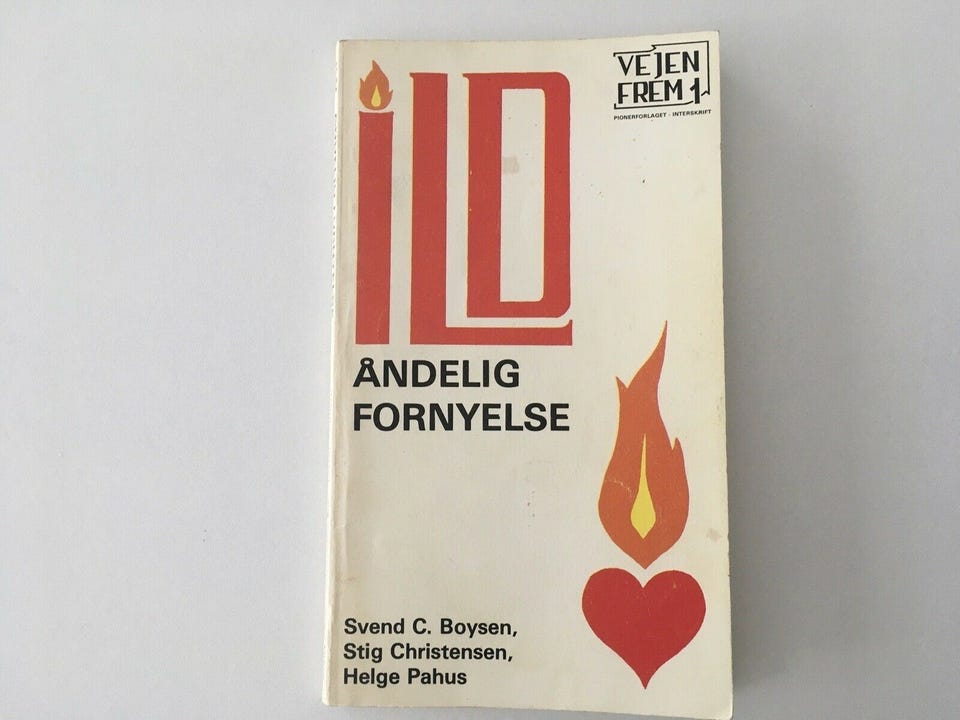 VEJEN
FREM 1
PIONERFORLAGET - INTERSKRIFT
ILD
ÅNDELIG
FORNYELSE
Svend C. Boysen,
Stig Christensen,
Helge Pahus